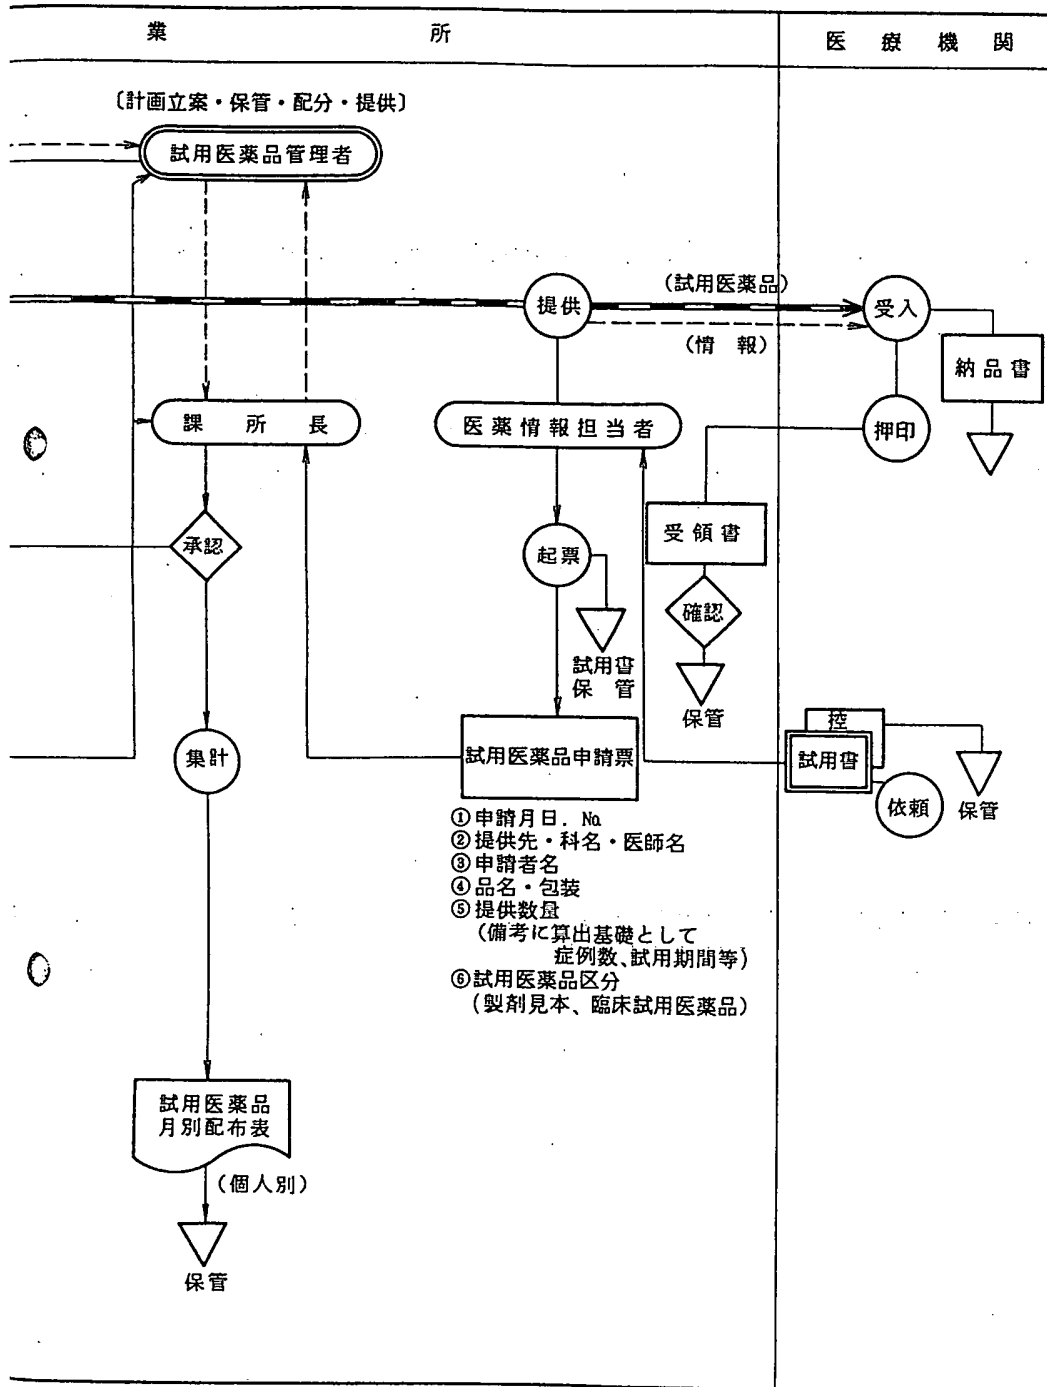 業 所
医療機関
〔計画立案・保管・配分・提供〕
試用医薬品管理者
提供
(試用医薬品)
(情 報)
受入
納品書
課 所 長
医薬情報担当者
押印
受領書
承認
起票
確認
試用書
保 管
保管
集計
試用医薬品申請票
控
試用書
依頼
保管
①申請月日. No.
②提供先・科名・医師名
③申請者名
④品名・包装
⑤提供数量
(備考に算出基礎として
症例数、試用期間等)
⑥試用医薬品区分
(製剤見本、臨床試用医薬品)
試用医薬品
月別配布表
(個人別)
保管